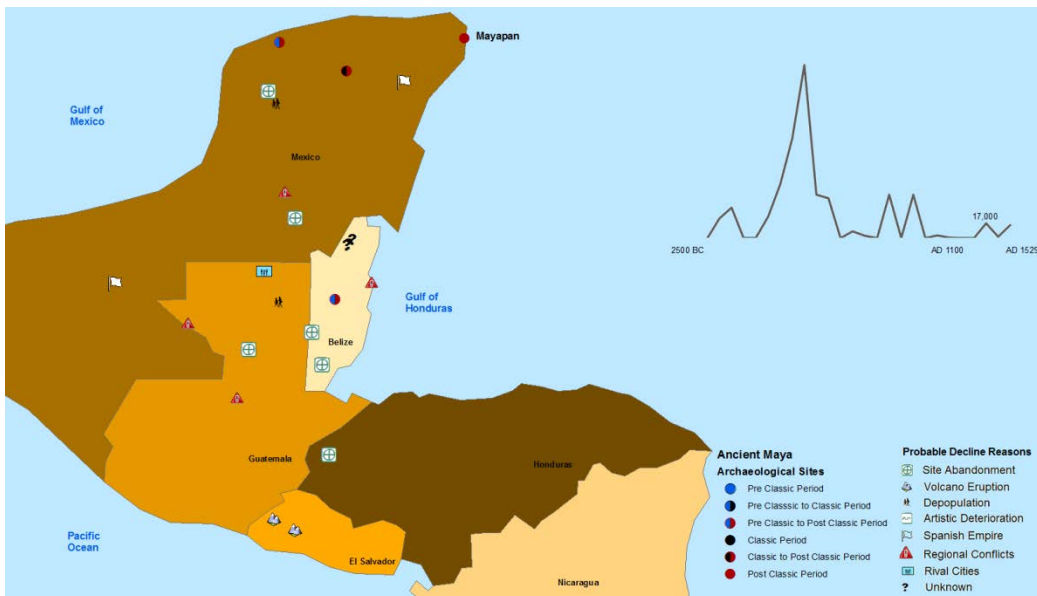 Mayapan
Gulf of
Mexico
Mexico
17,000
2500 BC
AD 1100
AD 1525
?
Gulf of
Honduras
Belize
Guatemala
Honduras
Pacific
Ocean
El Salvador
Nicaragua
Ancient Maya
Archaeological Sites
Pre Classic Period
Pre Classsic to Classic Period
Pre Classic to Post Classic Period
Classic Period
Classic to Post Classic Period
Post Classic Period
Probable Decline Reasons
Site Abandonment
Volcano Eruption
Depopulation
Artistic Deterioration
Spanish Empire
Regional Conflicts
Rival Cities
? Unknown